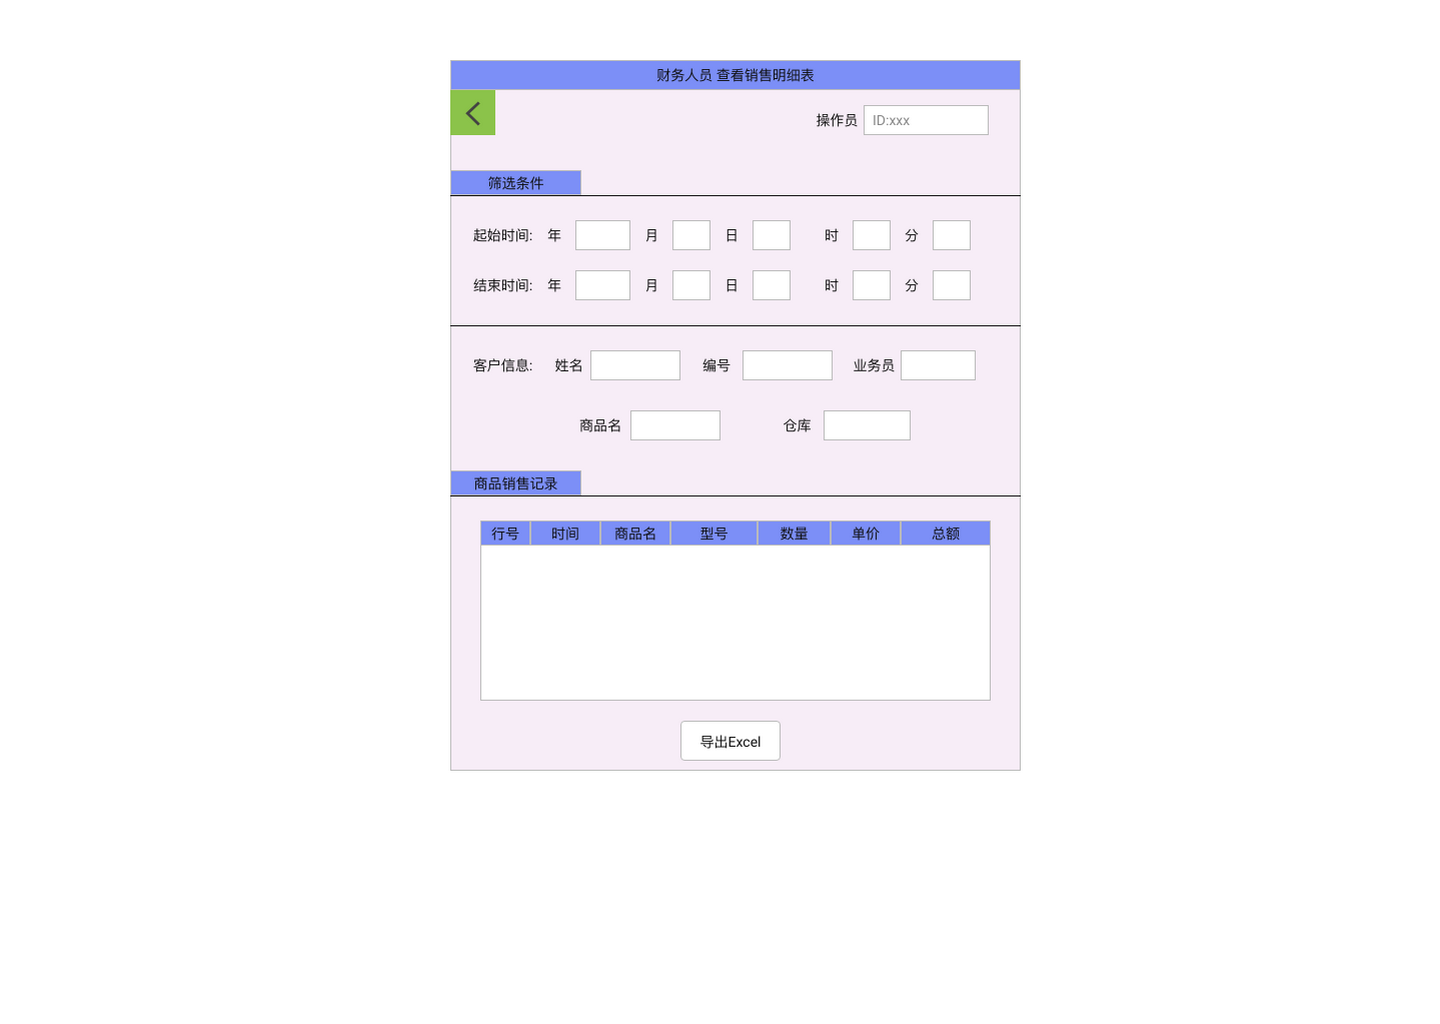 财务人员 查看销售明细表
操作员 ID:xxx
筛选条件
起始时间: 年 月 日 时 分
结束时间: 年 月 日 时 分
客户信息: 姓名 编号 业务员
商品名 仓库
商品销售记录
行号 时间 商品名 型号 数量 单价 总额
导出Excel